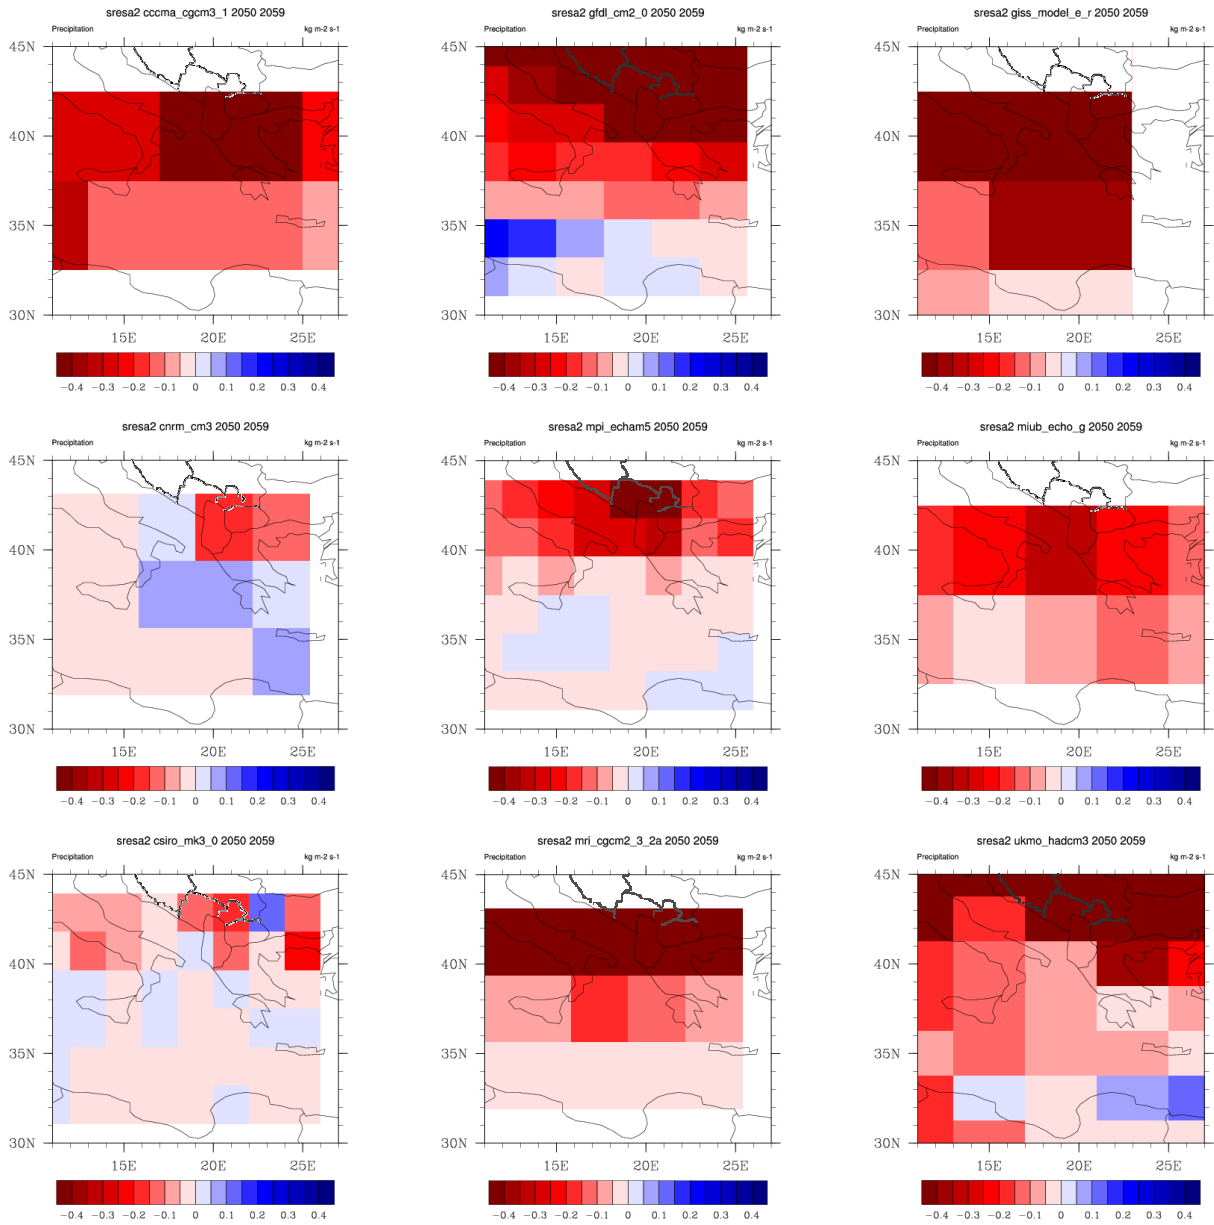 sresa2 cccma_cgcm3_1 2050 2059
Precipitation kg m-2 s-1
45N
40N
35N
30N
15E 20E 25E
−0.4 −0.3 −0.2 −0.1 0 0.1 0.2 0.3 0.4
sresa2 gfdl_cm2_0 2050 2059
Precipitation kg m-2 s-1
45N
40N
35N
30N
15E 20E 25E
−0.4 −0.3 −0.2 −0.1 0 0.1 0.2 0.3 0.4
sresa2 giss_model_e_r 2050 2059
Precipitation kg m-2 s-1
45N
40N
35N
30N
15E 20E 25E
−0.4 −0.3 −0.2 −0.1 0 0.1 0.2 0.3 0.4
sresa2 cnrm_cm3 2050 2059
Precipitation kg m-2 s-1
45N
40N
35N
30N
15E 20E 25E
−0.4 −0.3 −0.2 −0.1 0 0.1 0.2 0.3 0.4
sresa2 mpi_echam5 2050 2059
Precipitation kg m-2 s-1
45N
40N
35N
30N
15E 20E 25E
−0.4 −0.3 −0.2 −0.1 0 0.1 0.2 0.3 0.4
sresa2 miub_echo_g 2050 2059
Precipitation kg m-2 s-1
45N
40N
35N
30N
15E 20E 25E
−0.4 −0.3 −0.2 −0.1 0 0.1 0.2 0.3 0.4
sresa2 csiro_mk3_0 2050 2059
Precipitation kg m-2 s-1
45N
40N
35N
30N
15E 20E 25E
−0.4 −0.3 −0.2 −0.1 0 0.1 0.2 0.3 0.4
sresa2 mri_cgcm2_3_2a 2050 2059
Precipitation kg m-2 s-1
45N
40N
35N
30N
15E 20E 25E
−0.4 −0.3 −0.2 −0.1 0 0.1 0.2 0.3 0.4
sresa2 ukmo_hadcm3 2050 2059
Precipitation kg m-2 s-1
45N
40N
35N
30N
15E 20E 25E
−0.4 −0.3 −0.2 −0.1 0 0.1 0.2 0.3 0.4